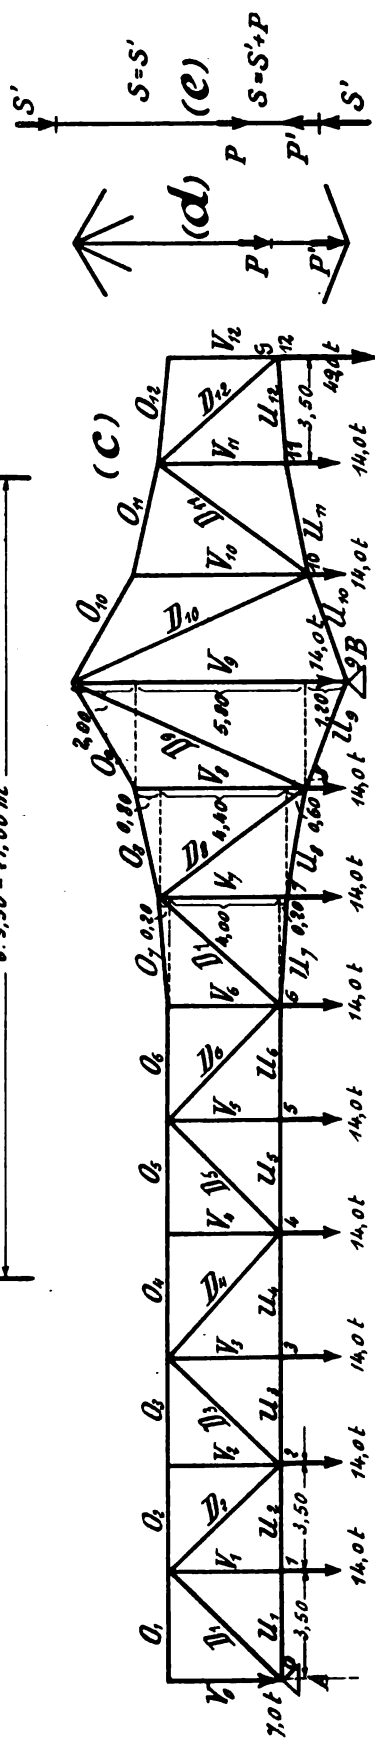 (c)
O₁ O₂ O₃ O₄ O₅ O₆ O₇ O₈ O₉ O₁₀ O₁₁ O₁₂
0,20 0,80 2,00
V₀ D₁ V₁ D₂ V₂ D₃ V₃ D₄ V₄ D₅ V₅ D₆ V₆ D₇ V₇ D₈ V₈ D₉ V₉ D₁₀ V₁₀ D₁₁ V₁₁ D₁₂ V₁₂
4,00 4,40 5,80
U₁ U₂ U₃ U₄ U₅ U₆ U₇ U₈ U₉ U₁₀ U₁₁ U₁₂
0,20 0,60 1,20
1 2 3 4 5 6 7 9 B 10 11 12 G
3,50 3,50 3,50
7,0t 14,0t 14,0t 14,0t 14,0t 14,0t 14,0t 14,0t 14,0t 14,0t 14,0t 14,0t 49,0t
(d)
P P'
(e)
S' S=S' P S=S'+P P' S'